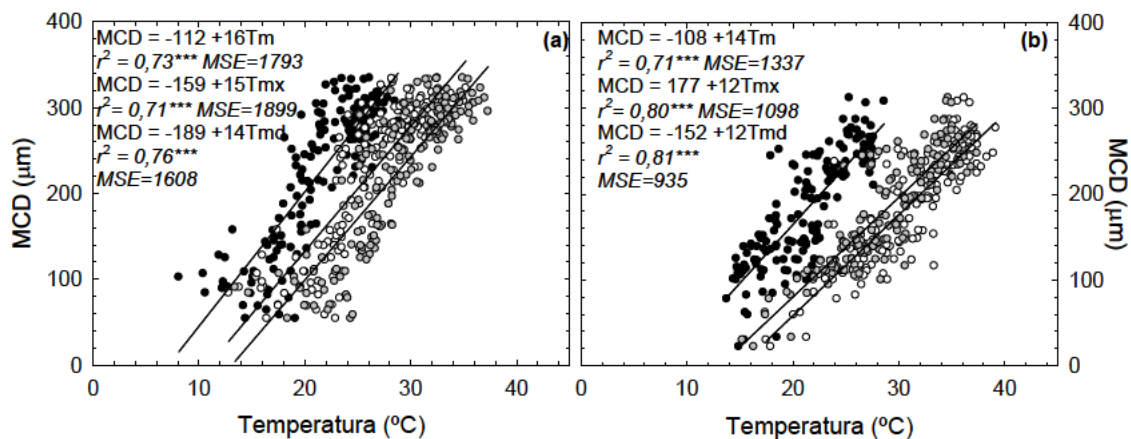 400
300
200
100
0
MCD (μm)
MCD = -112 +16Tm
r² = 0,73*** MSE=1793
MCD = -159 +15Tmx
r² = 0,71*** MSE=1899
MCD = -189 +14Tmd
r² = 0,76***
MSE=1608
(a)
0 10 20 30 40
Temperatura (ºC)
MCD = -108 +14Tm
r² = 0,71*** MSE=1337
MCD = 177 +12Tmx
r² = 0,80*** MSE=1098
MCD = -152 +12Tmd
r² = 0,81***
MSE=935
(b)
0 10 20 30 40
Temperatura (ºC)
400
300
200
100
0
MCD (μm)